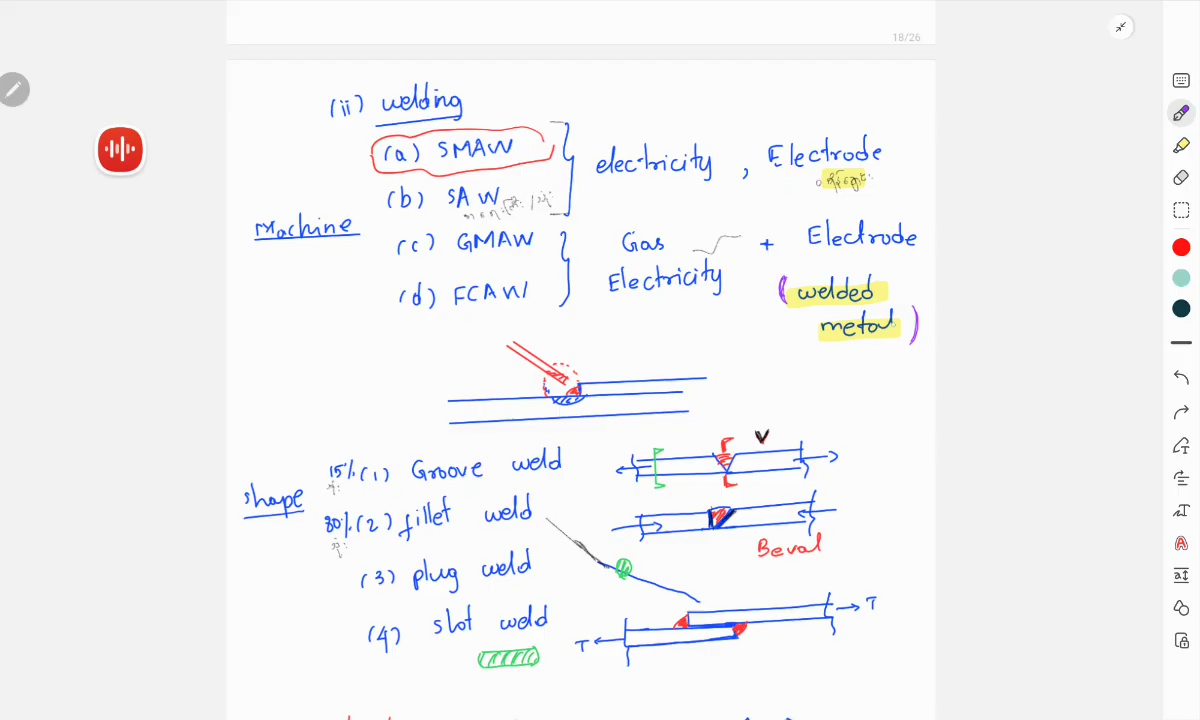 18/26
(ii) welding
(a) SMAW
electricity, Electrode
(b) SAW
Machine
(c) GMAW
Gas + Electrode
(d) FCAW
Electricity
(welded
metal)
15% (1) Groove weld
V
shape
80% (2) fillet weld
Beval
(3) plug weld
(4) slot weld
T
T